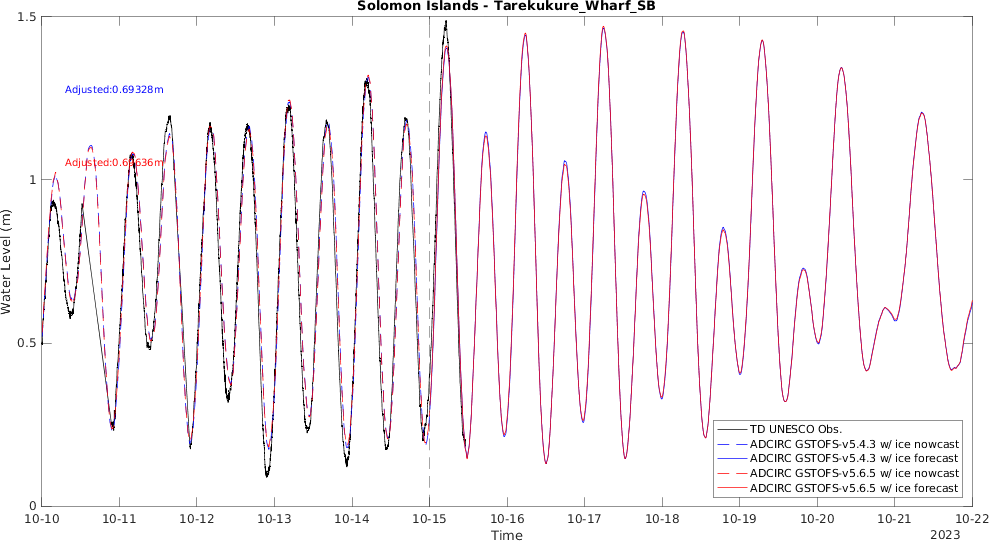 Solomon Islands - Tarekukure_Wharf_SB
1.5
Adjusted:0.69328m
1
Water Level (m)
0.5
0
TD UNESCO Obs.
ADCIRC GSTOFS-v5.4.3 w/ ice nowcast
ADCIRC GSTOFS-v5.4.3 w/ ice forecast
ADCIRC GSTOFS-v5.6.5 w/ ice nowcast
ADCIRC GSTOFS-v5.6.5 w/ ice forecast
10-10 10-11 10-12 10-13 10-14 10-15 10-16 10-17 10-18 10-19 10-20 10-21 10-22
Time
2023